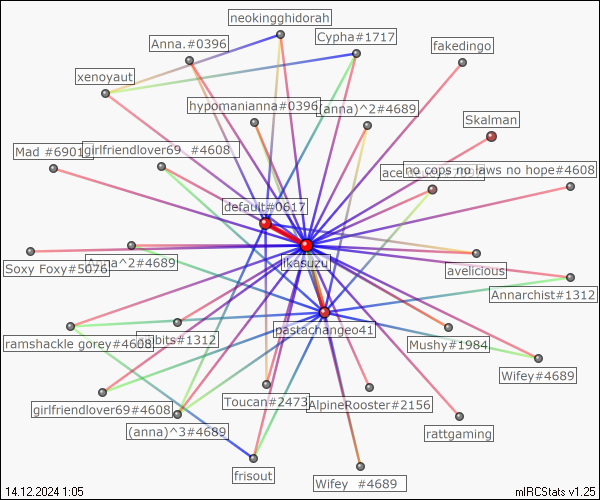 neokingghidorah
Anna.#0396
Cypha#1717
fakedingo
xenoyaut
hypomanianna#0396
(anna)^2#4689
Skalman
Mad #6901
girlfriendlover69 #4608
ace
no cops no laws no hope#4608
default#0617
ikasuzu
Soxy Foxy#5076
Anna^2#4689
avelicious
Annarchist#1312
pastachangeo41
ramshackle gorey#4608
#1312
Mushy#1984
Wifey#4689
girlfriendlover69#4608
Toucan#2473
AlpineRooster#2156
(anna)^3#4689
rattgaming
frisout
Wifey #4689
14.12.2024 1:05
mIRCStats v1.25